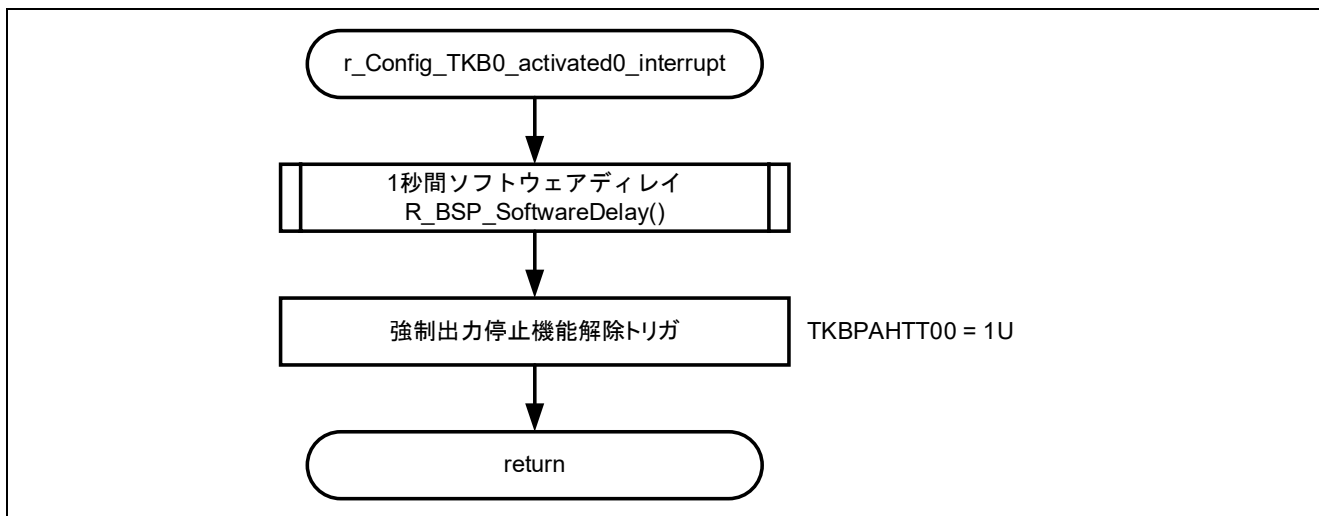 r_Config_TKB0_activated0_interrupt
1秒間ソフトウェアディレイ
R_BSP_SoftwareDelay()
強制出力停止機能解除トリガ
TKBPAHTT00 = 1U
return